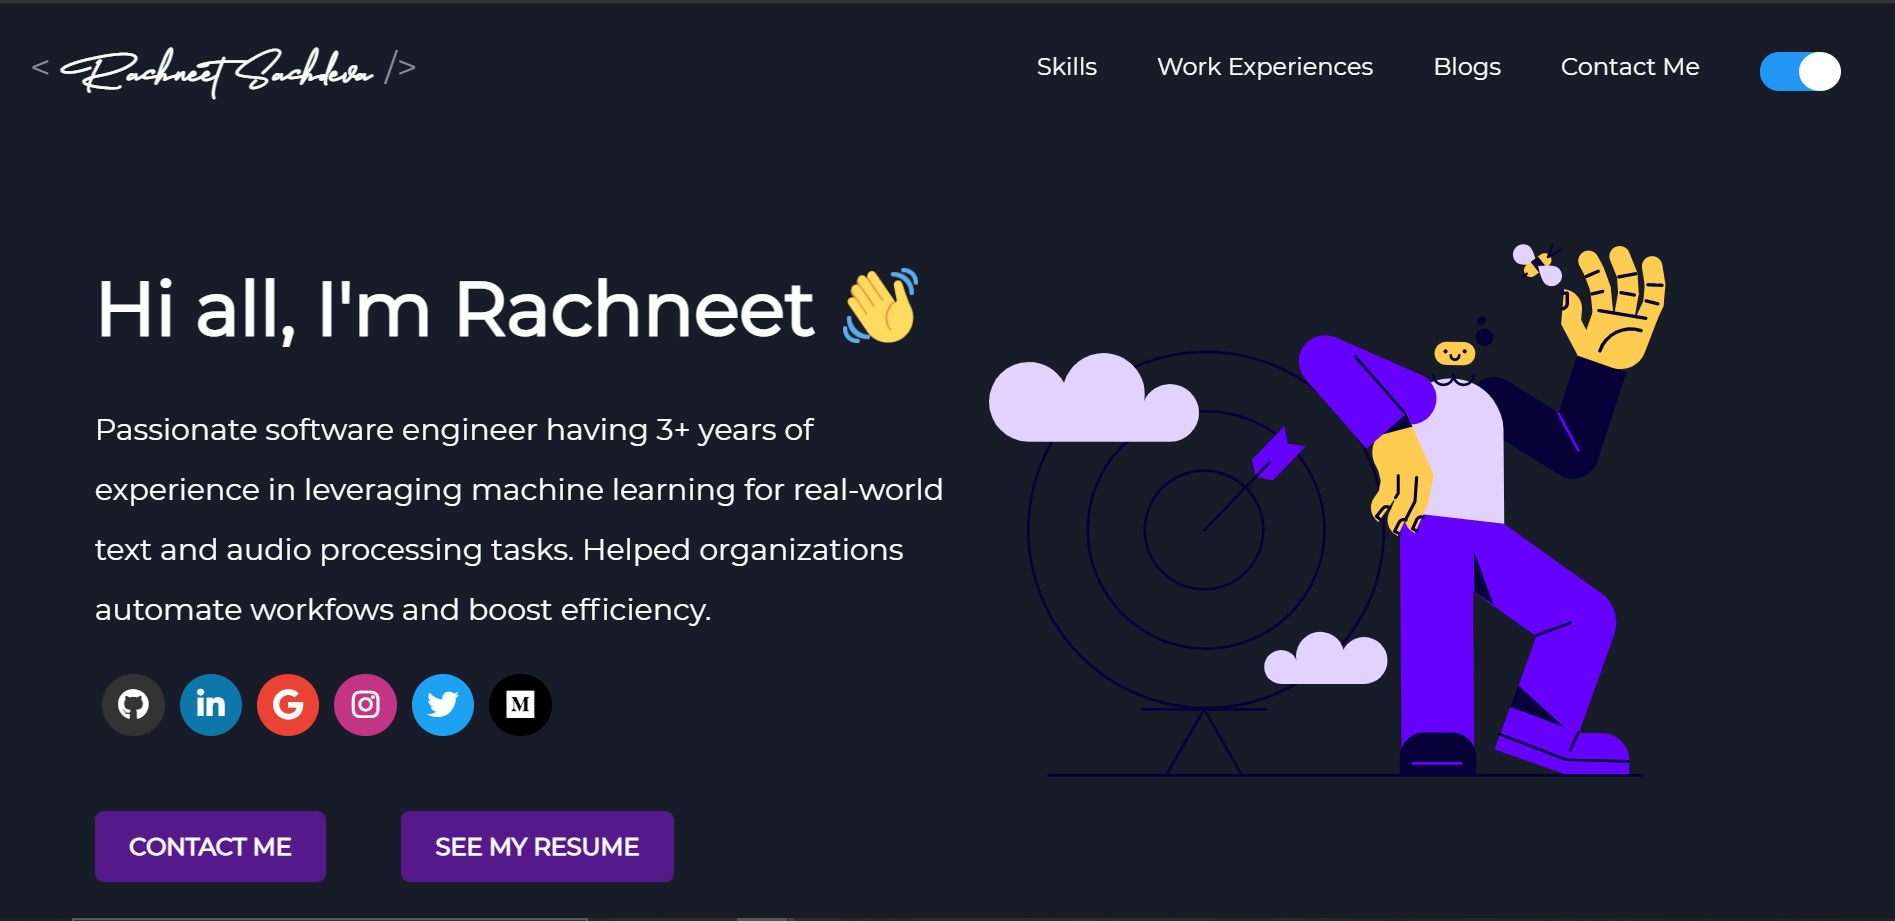 < Rachneet Sachdeva />
Skills
Work Experiences
Blogs
Contact Me
Hi all, I'm Rachneet 👋
Passionate software engineer having 3+ years of
experience in leveraging machine learning for real-world
text and audio processing tasks. Helped organizations
automate workfows and boost efficiency.
CONTACT ME
SEE MY RESUME